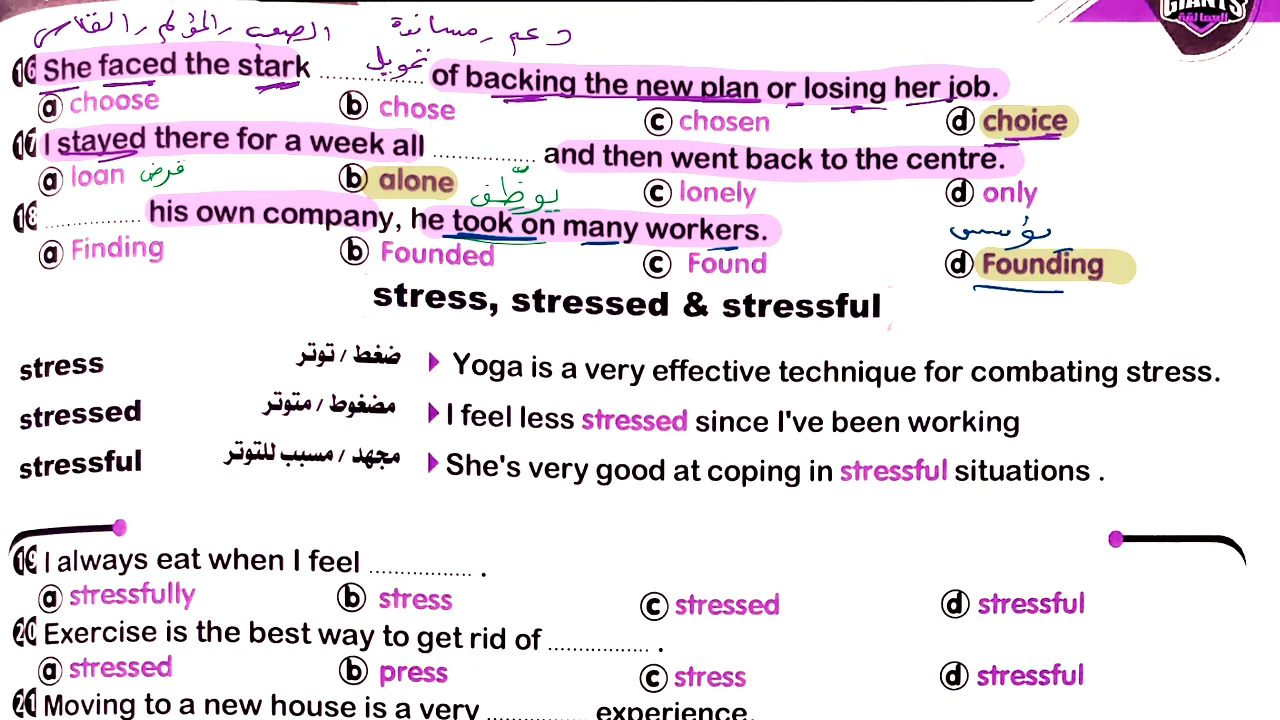 GIANTS
العمالقة
دعم ـ مساندة الصعب ـ المؤلم ـ القاسى
تمويل
16 She faced the stark .................. of backing the new plan or losing her job.
a choose b chose c chosen d choice
17 I stayed there for a week all .................. and then went back to the centre.
a loan قرض b alone c lonely d only
يوظِّف
18 .................. his own company, he took on many workers.
يؤسس
a Finding b Founded c Found d Founding
stress, stressed & stressful
stress ضغط / توتر Yoga is a very effective technique for combating stress.
stressed مضغوط / متوتر I feel less stressed since I've been working
stressful مجهد / مسبب للتوتر She's very good at coping in stressful situations .
19 I always eat when I feel .................. .
a stressfully b stress c stressed d stressful
20 Exercise is the best way to get rid of .................. .
a stressed b press c stress d stressful
21 Moving to a new house is a very .................. experience.